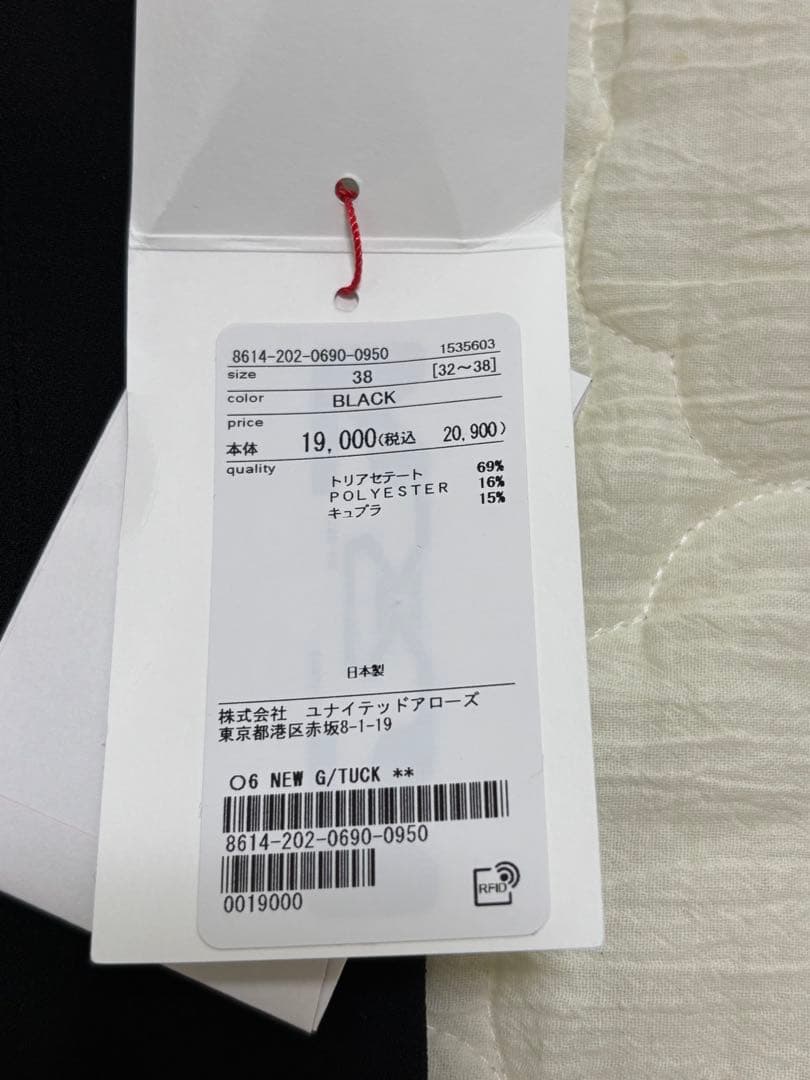 8614-202-0690-0950 1535603
size 38 [32～38]
color BLACK
price
本体 19,000(税込 20,900)
quality
トリアセテート 69%
POLYESTER 16%
キュプラ 15%
日本製
株式会社 ユナイテッドアローズ
東京都港区赤坂8-1-19
〇6 NEW G/TUCK **
8614-202-0690-0950
0019000
RFID